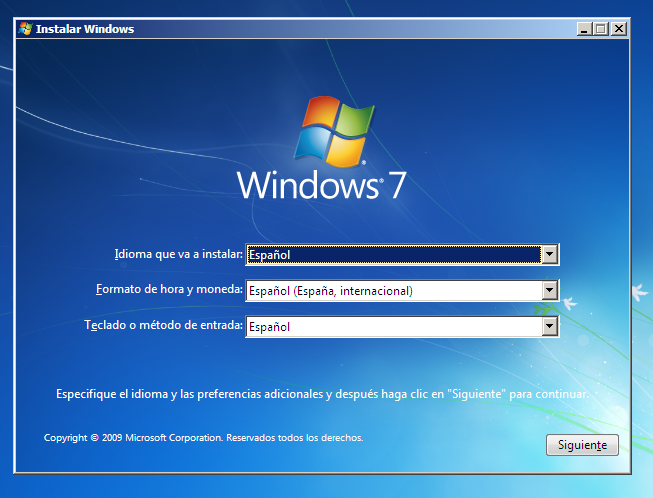 Instalar Windows
Windows® 7
Idioma que va a instalar: Español
Formato de hora y moneda: Español (España, internacional)
Teclado o método de entrada: Español
Especifique el idioma y las preferencias adicionales y después haga clic en "Siguiente" para continuar.
Copyright © 2009 Microsoft Corporation. Reservados todos los derechos.
Siguiente